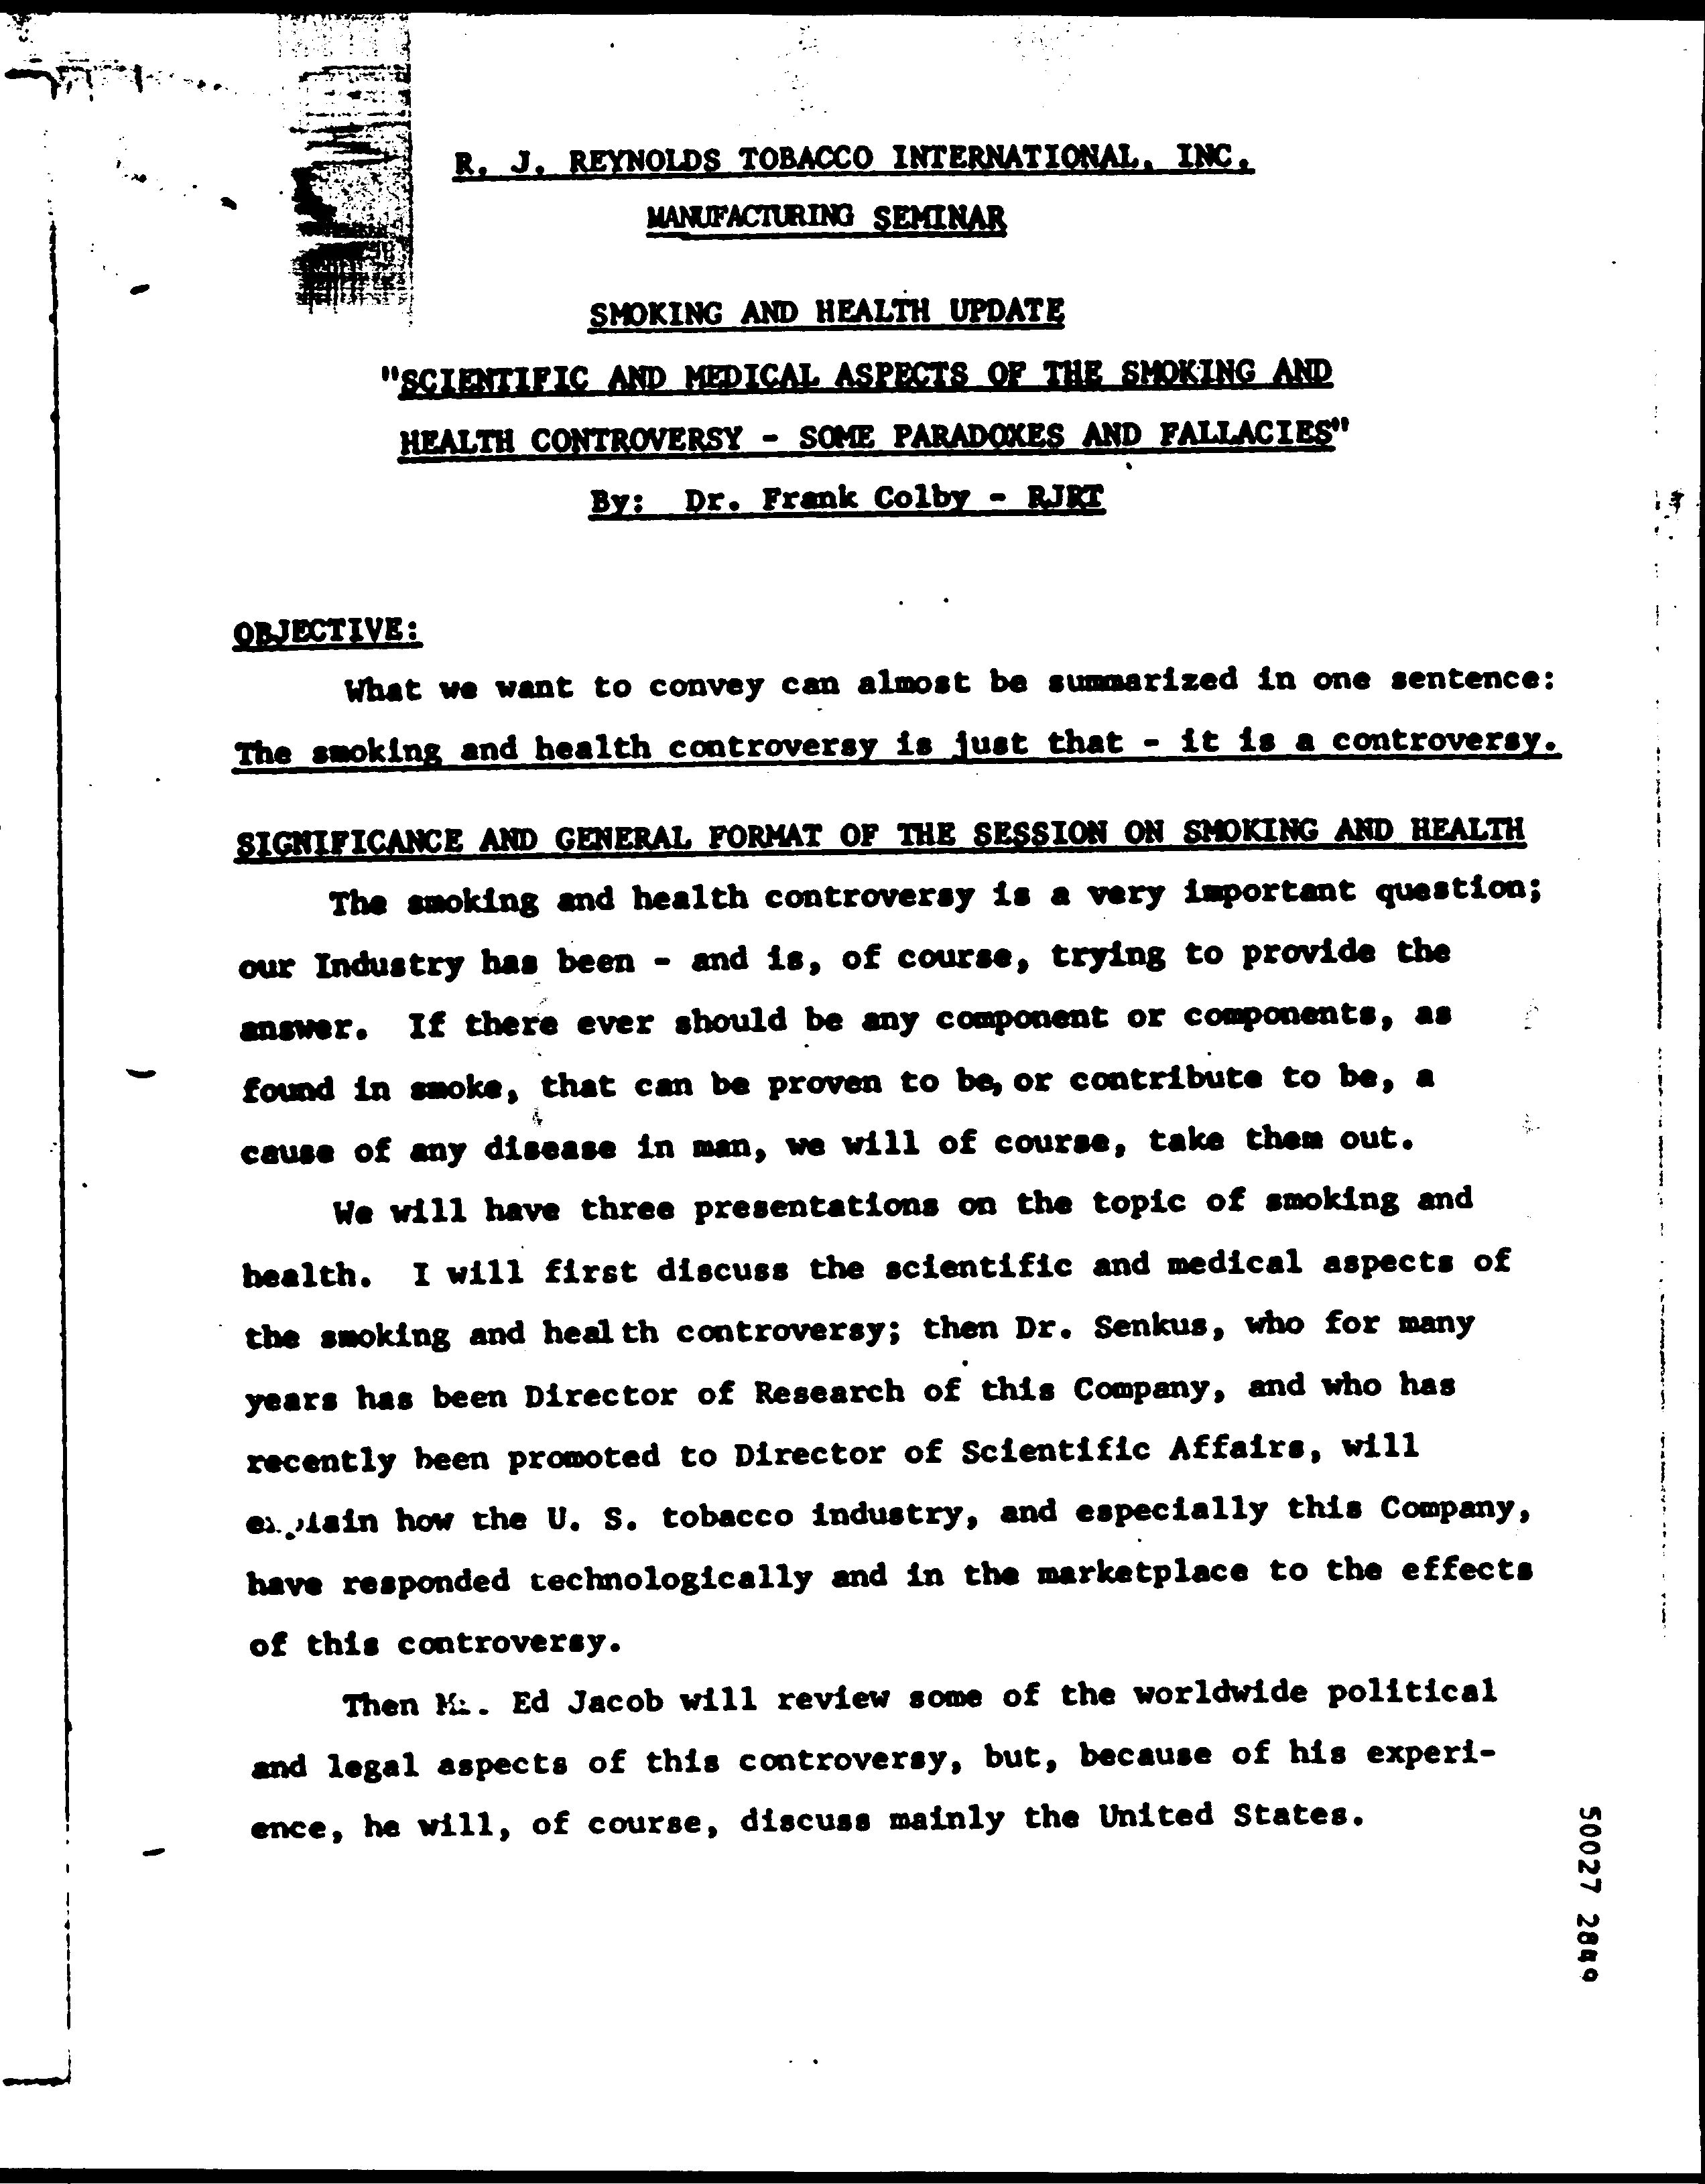 R. J. REYNOLDS TOBACCO INTERNATIONAL, INC.
MANUFACTURING SEMINAR
SMOKING AND HEALTH UPDATE
"SCIENTIFIC AND MEDICAL ASPECTS OF THE SMOKING AND
HEALTH CONTROVERSY - SOME PARADOXES AND FALLACIES"
By: Dr. Frank Colby - RJRT
OBJECTIVE:
What we want to convey can almost be summarized in one sentence:
The smoking and health controversy is just that - it is a controversy.
SIGNIFICANCE AND GENERAL FORMAT OF THE SESSION ON SMOKING AND HEALTH
The smoking and health controversy is a very important question;
our Industry has been - and is, of course, trying to provide the
answer. If there ever should be any component or components, as
found in smoke, that can be proven to be, or contribute to be, a
cause of any disease in man, we will of course, take them out.
We will have three presentations on the topic of smoking and
health. I will first discuss the scientific and medical aspects of
the smoking and health controversy; then Dr. Senkus, who for many
years has been Director of Research of this Company, and who has
recently been promoted to Director of Scientific Affairs, will
explain how the U. S. tobacco industry, and especially this Company,
have responded technologically and in the marketplace to the effects
of this controversy.
Then Ed Jacob will review some of the worldwide political
and legal aspects of this controversy, but, because of his experi-
ence, he will, of course, discuss mainly the United States.
50027